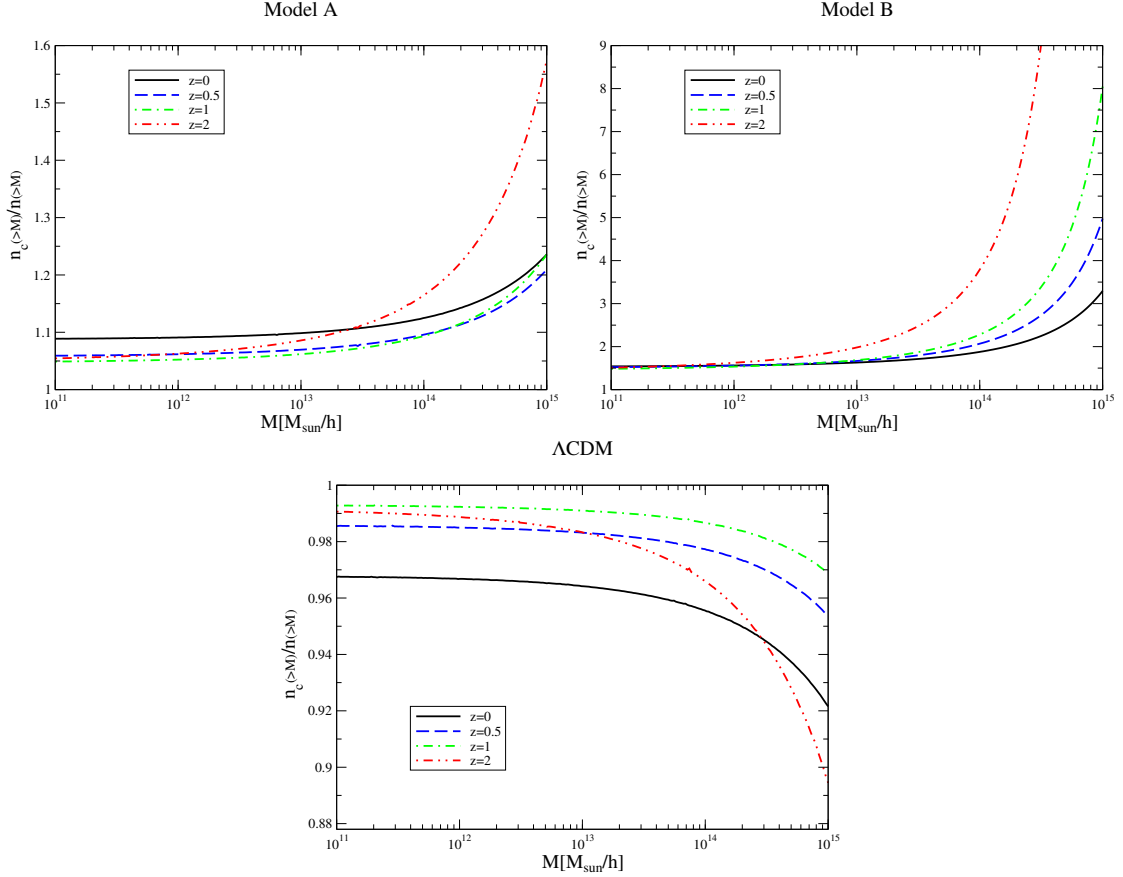 Model A
1.6
1.5
1.4
1.3
1.2
1.1
1
n_c(>M)/n(>M)
z=0
z=0.5
z=1
z=2
10^11
10^12
10^13
10^14
10^15
M[M_sun/h]
Model B
9
8
7
6
5
4
3
2
1
n_c(>M)/n(>M)
z=0
z=0.5
z=1
z=2
10^11
10^12
10^13
10^14
10^15
M[M_sun/h]
ΛCDM
1
0.98
0.96
0.94
0.92
0.9
0.88
n_c(>M)/n(>M)
z=0
z=0.5
z=1
z=2
10^11
10^12
10^13
10^14
10^15
M[M_sun/h]